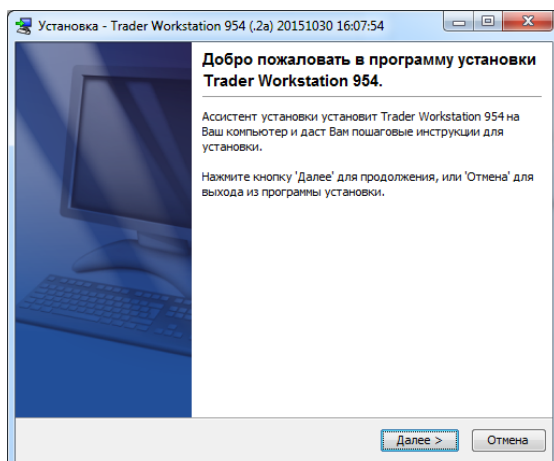 Установка - Trader Workstation 954 (.2a) 20151030 16:07:54
Добро пожаловать в программу установки
Trader Workstation 954.
Ассистент установки установит Trader Workstation 954 на
Ваш компьютер и даст Вам пошаговые инструкции для
установки.
Нажмите кнопку 'Далее' для продолжения, или 'Отмена' для
выхода из программы установки.
Далее >
Отмена